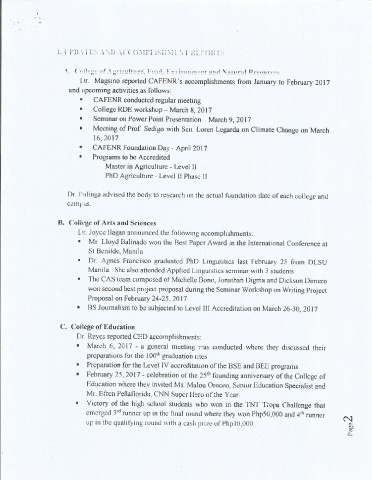 I. UPDATES AND ACCOMPLISHMENT REPORTS
A. College of Agriculture, Food, Environment and Natural Resources
Dr. Magsino reported CAFENR's accomplishments from January to February 2017
and upcoming activities as follows:
• CAFENR conducted regular meeting
• College RDE workshop – March 8, 2017
• Seminar on Power Point Presentation – March 9, 2017
• Meeting of Prof. Sedigo with Sen. Loren Legarda on Climate Change on March
16, 2017
• CAFENR Foundation Day - April 2017
• Programs to be Accredited
Master in Agriculture - Level II
PhD Agriculture - Level II Phase II
Dr. advised the body to research on the actual foundation date of each college and
campus.
B. College of Arts and Sciences
Dr. Joyce Ilagan announced the following accomplishments:
• Mr. Lloyd Balinado won the Best Paper Award in the International Conference at
St Benilde, Manila
• Dr. Agnes Francisco graduated PhD Linguistics last February 25 from DLSU
Manila. She also attended Applied Linguistics seminar with 3 students
• The CAS team composed of Michelle Bono, Jonathan Digma and Dickson Dimero
won second best project proposal during the Seminar Workshop on Writing Project
Proposal on February 24-25, 2017
• BS Journalism to be subjected to Level III Accreditation on March 26-30, 2017
C. College of Education
Dr. Reyes reported CED accomplishments:
• March 6, 2017 - a general meeting was conducted where they discussed their
preparations for the 100th graduation rites
• Preparation for the Level IV accreditation of the BSE and BEE programs
• February 25, 2017 - celebration of the 25th founding anniversary of the College of
Education where they invited Ms. Malou Orocco, Senior Education Specialist and
Mr. Efren Peñaflorida, CNN Super Hero of the Year
• Victory of the high school students who won in the TNT Tropa Challenge that
emerged 3rd runner up in the final round where they won Php50,000 and 4th runner
up in the qualifying round with a cash prize of Php10,000
Page2